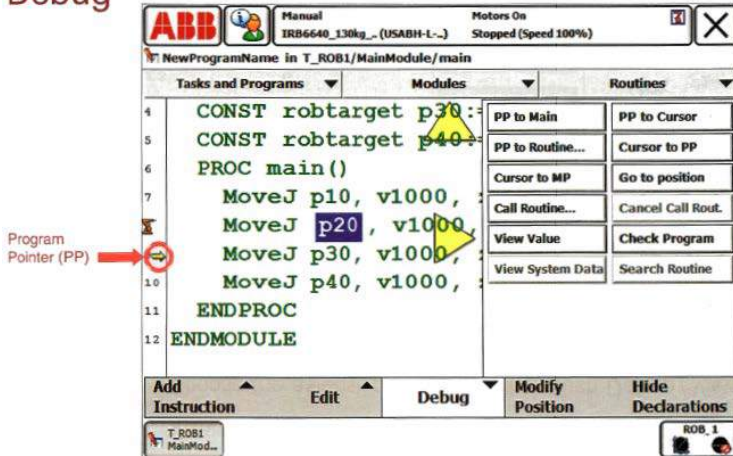 Debug
ABB
Manual
IRB6640_130kg_.. (USABH-L-...)
Motors On
Stopped (Speed 100%)
NewProgramName in T_ROB1/MainModule/main
Tasks and Programs
Modules
Routines
4 CONST robtarget p30:
5 CONST robtarget p40:
6 PROC main()
7 MoveJ p10, v1000,
MoveJ p20, v1000,
MoveJ p30, v1000,
10 MoveJ p40, v1000,
11 ENDPROC
12 ENDMODULE
PP to Main
PP to Cursor
PP to Routine...
Cursor to PP
Cursor to MP
Go to position
Call Routine...
Cancel Call Rout.
View Value
Check Program
View System Data
Search Routine
Program
Pointer (PP)
Add
Instruction
Edit
Debug
Modify
Position
Hide
Declarations
T_ROB1
MainMod...
ROB_1